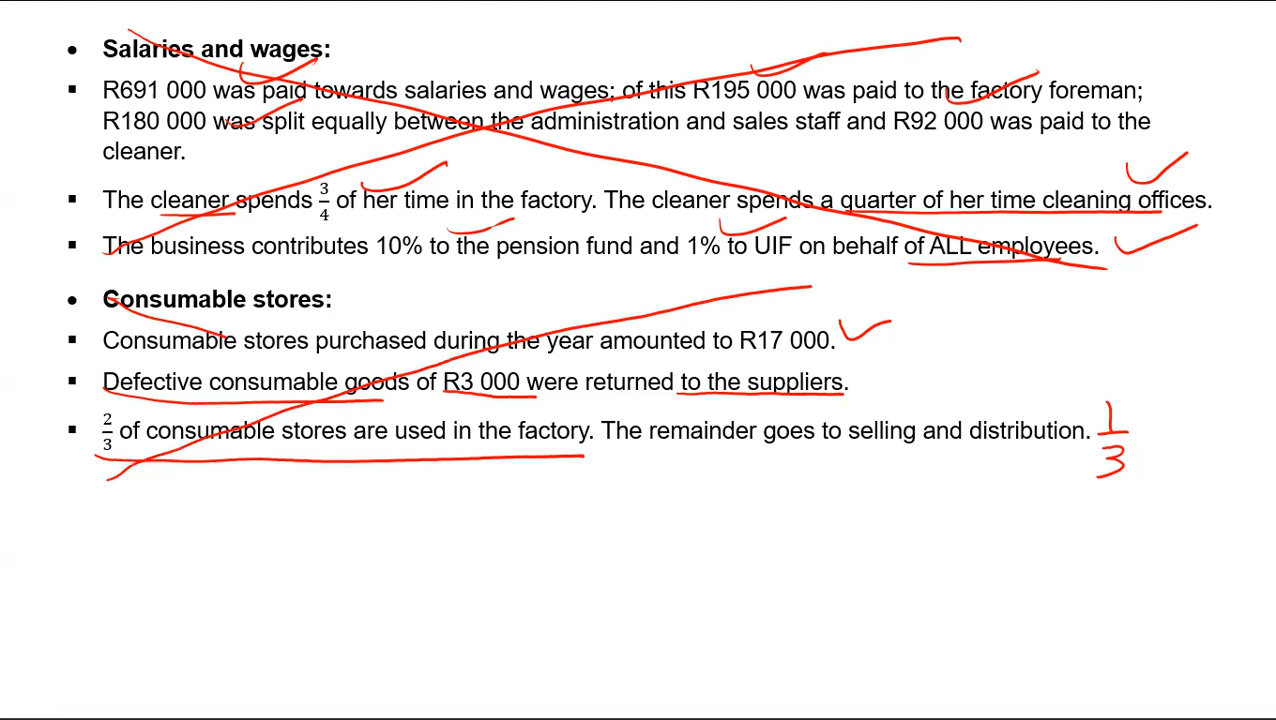 • Salaries and wages:
▪ R691 000 was paid towards salaries and wages; of this R195 000 was paid to the factory foreman;
R180 000 was split equally between the administration and sales staff and R92 000 was paid to the
cleaner.
▪ The cleaner spends 3/4 of her time in the factory. The cleaner spends a quarter of her time cleaning offices.
▪ The business contributes 10% to the pension fund and 1% to UIF on behalf of ALL employees.
• Consumable stores:
▪ Consumable stores purchased during the year amounted to R17 000.
▪ Defective consumable goods of R3 000 were returned to the suppliers.
▪ 2/3 of consumable stores are used in the factory. The remainder goes to selling and distribution. 1/3